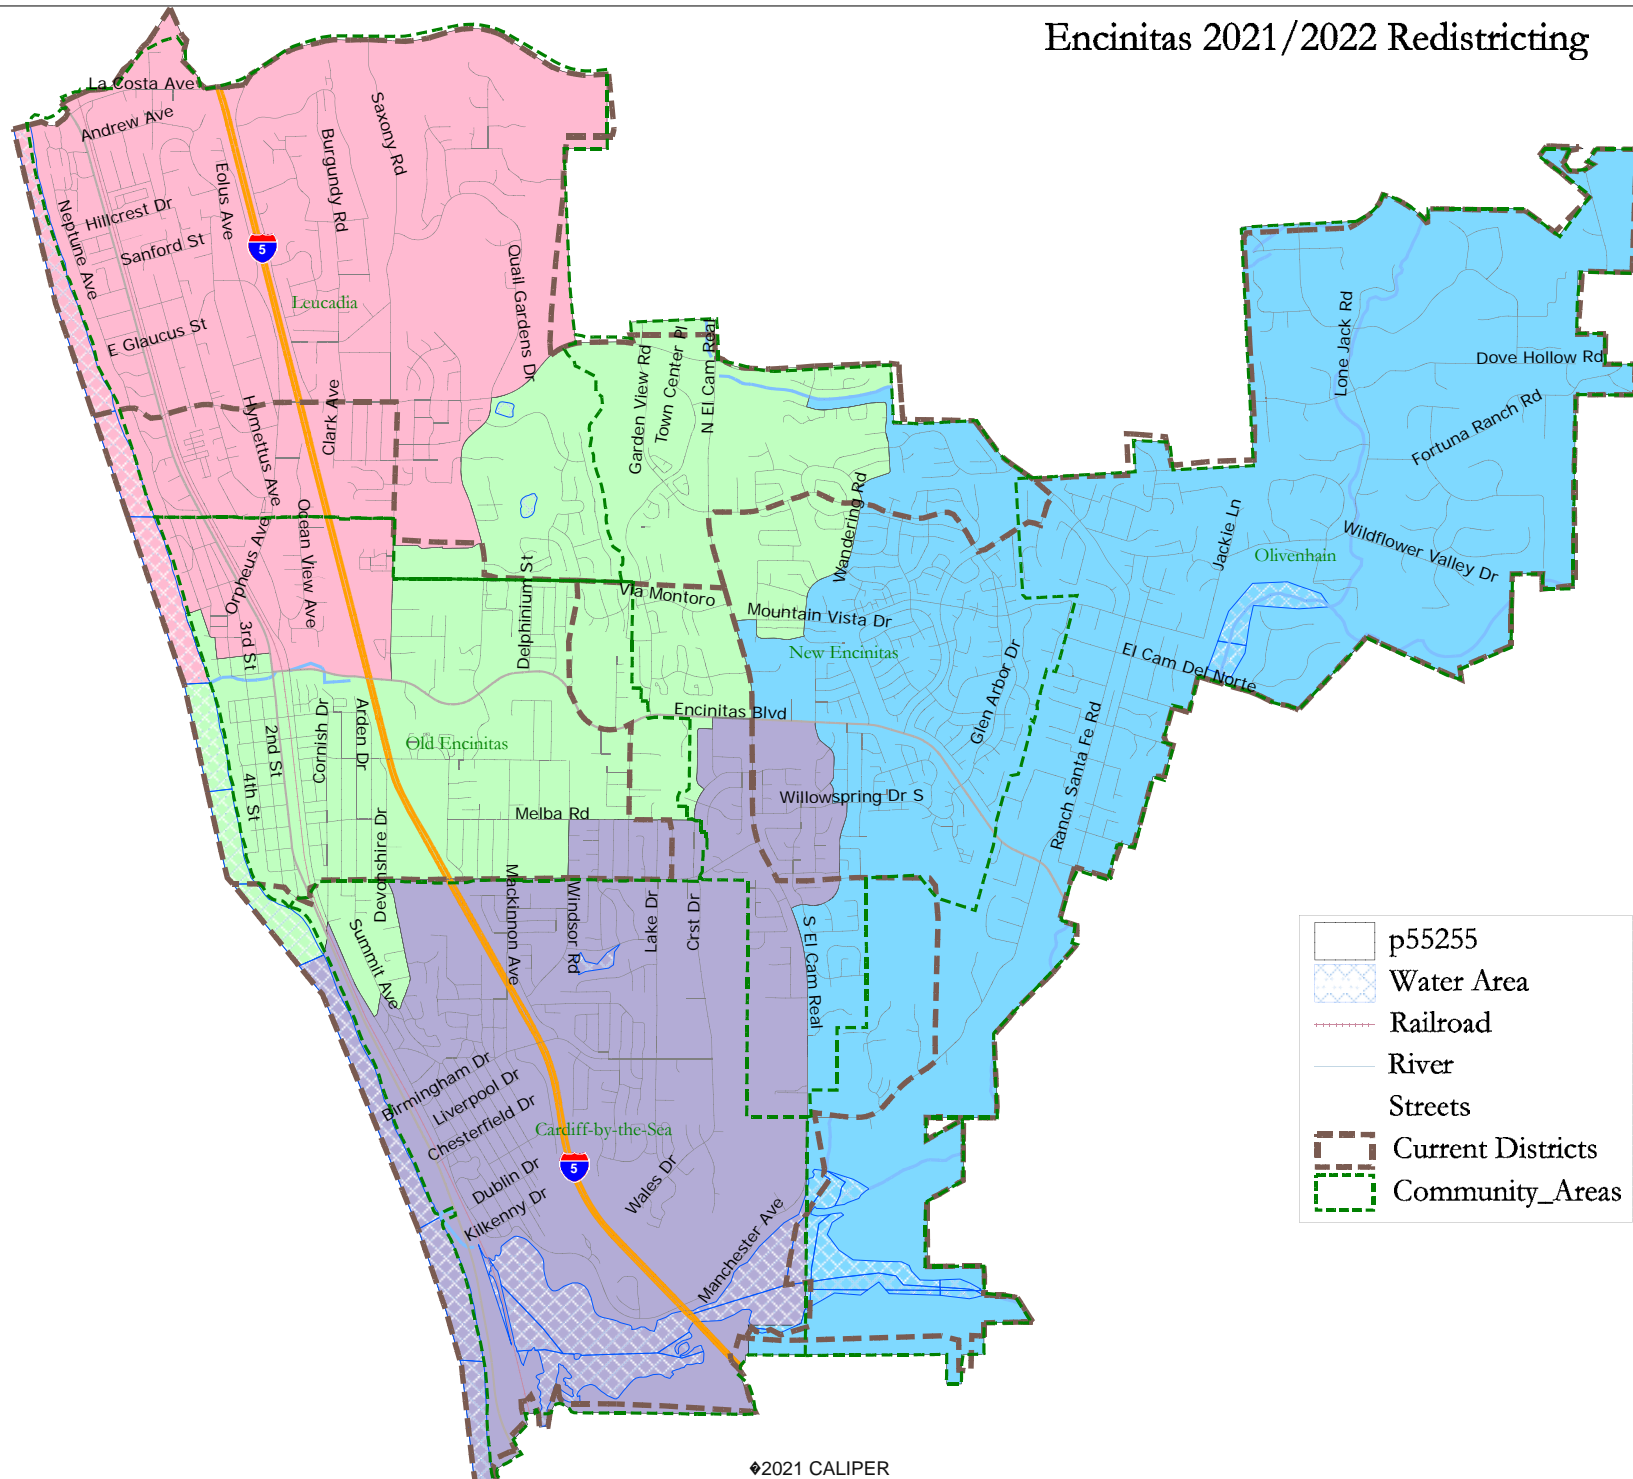 Encinitas 2021/2022 Redistricting
La Costa Ave
Andrew Ave
Saxony Rd
Burgundy Rd
Eolus Ave
Neptune Ave
Hillcrest Dr
Sanford St
5
Quail Gardens Dr
Leucadia
E Glaucus St
Garden View Rd
Town Center Pl
N El Cam Real
Lone Jack Rd
Dove Hollow Rd
Fortuna Ranch Rd
Hymettus Ave
Clark Ave
Wandering Rd
Jackie Ln
Olivenhain
Wildflower Valley Dr
Orpheus Ave
Ocean View Ave
Delphinium St
Via Montoro
Mountain Vista Dr
3rd St
New Encinitas
Glen Arbor Dr
El Cam Del Norte
Encinitas Blvd
2nd St
Cornish Dr
Arden Dr
Old Encinitas
4th St
Melba Rd
Willowspring Dr S
Ranch Santa Fe Rd
Devonshire Dr
Mackinnon Ave
Windsor Rd
Lake Dr
Crst Dr
S El Cam Real
Summit Ave
Birmingham Dr
Liverpool Dr
Chesterfield Dr
Cardiff-by-the-Sea
5
Dublin Dr
Kilkenny Dr
Wales Dr
Manchester Ave
p55255
Water Area
Railroad
River
Streets
Current Districts
Community_Areas
�2021 CALIPER